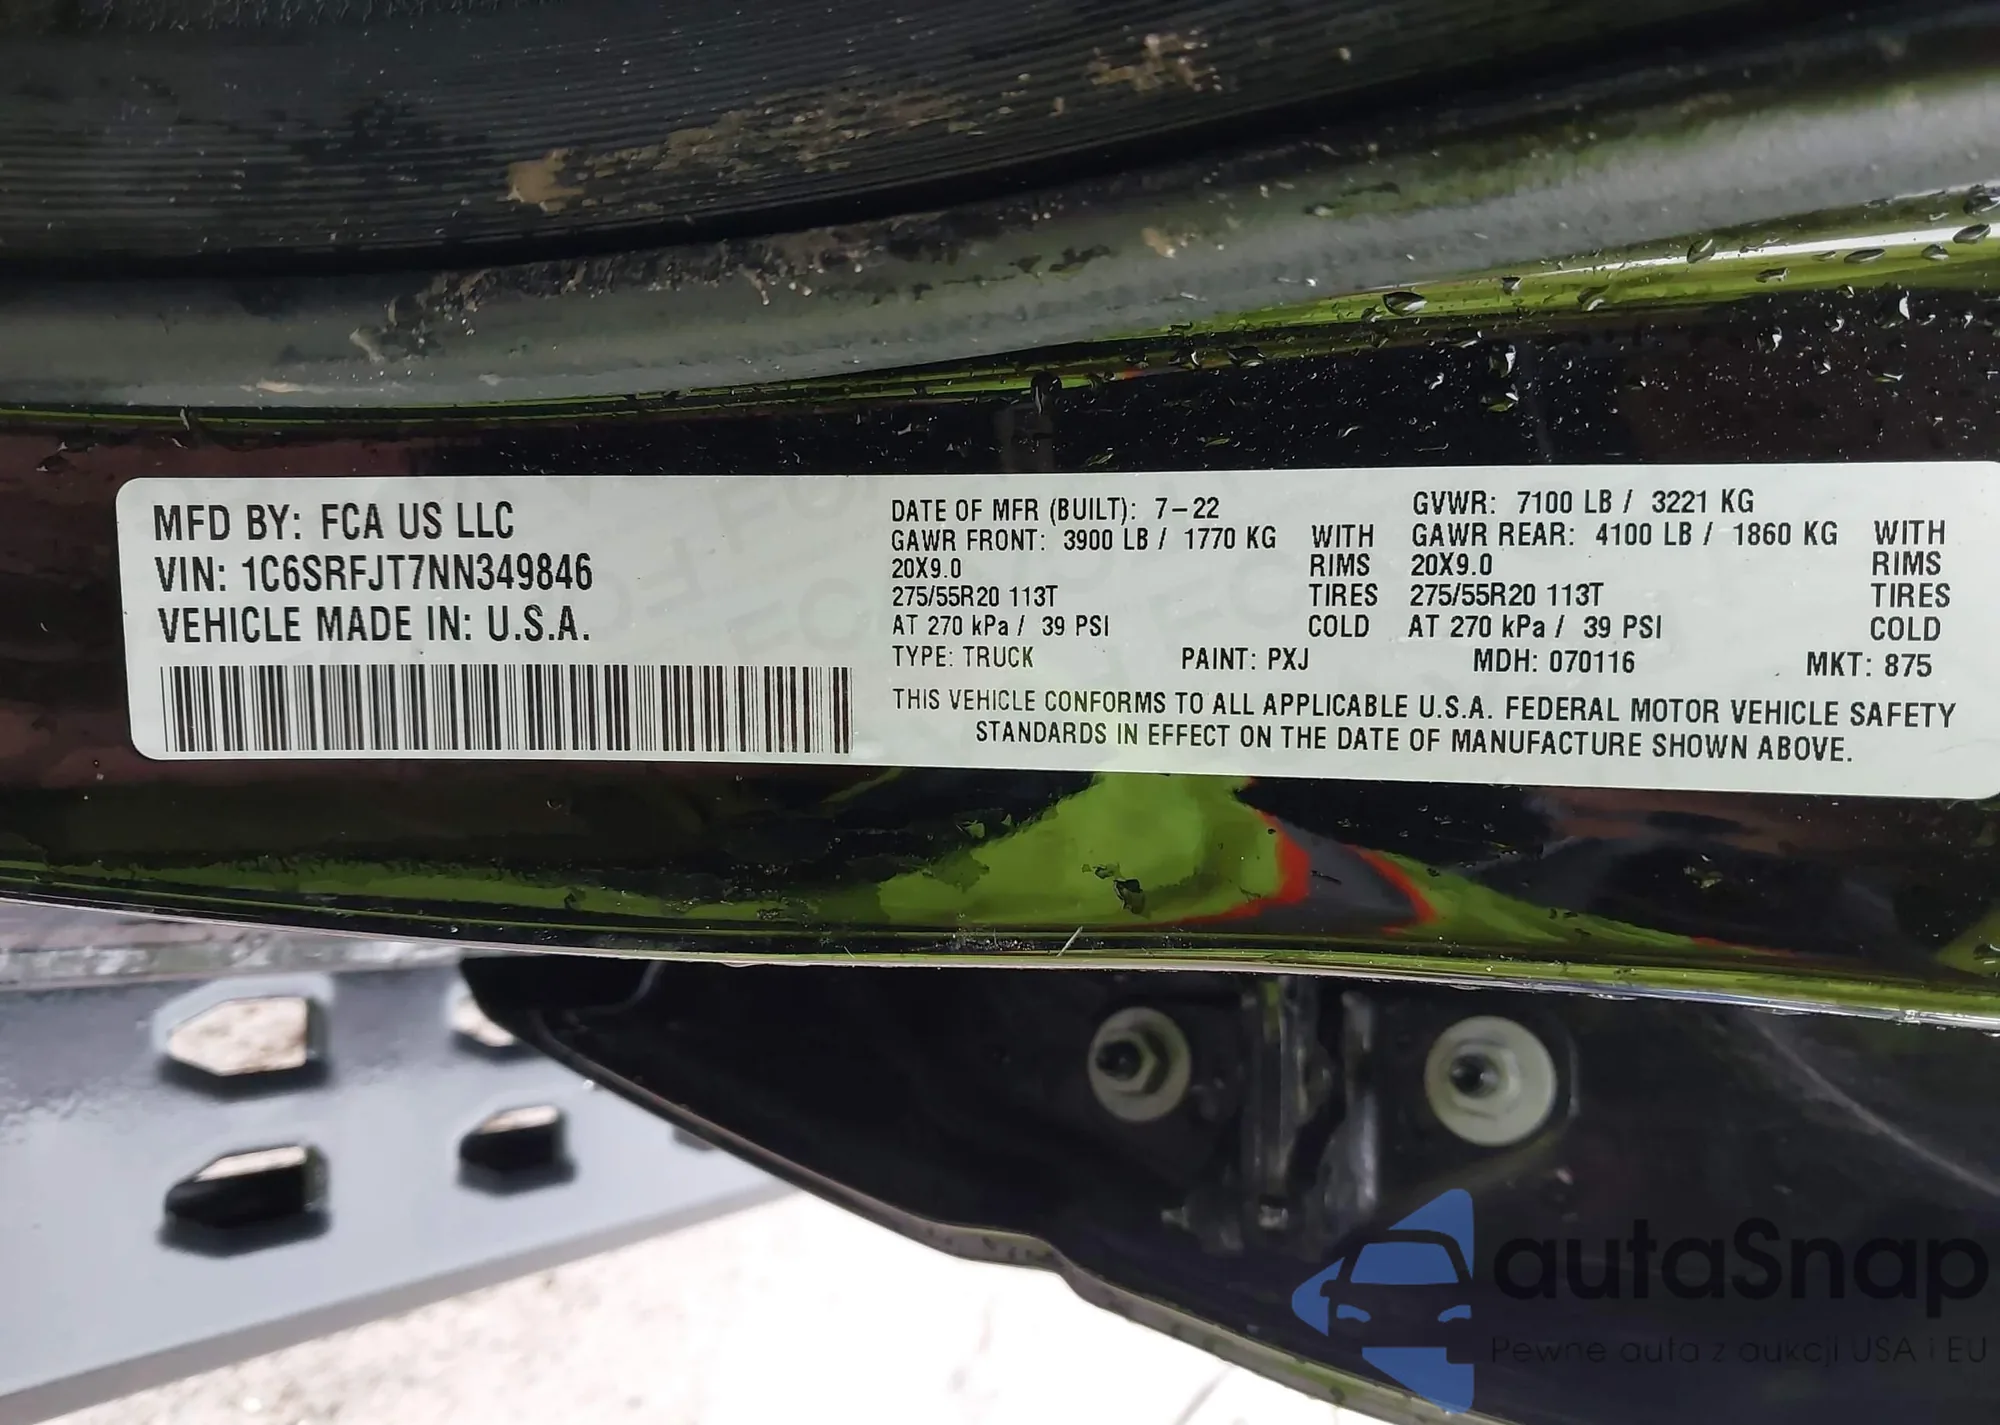 MFD BY: FCA US LLC
VIN: 1C6SRFJT7NN349846
VEHICLE MADE IN: U.S.A.
DATE OF MFR (BUILT): 7-22 GVWR: 7100 LB / 3221 KG
GAWR FRONT: 3900 LB / 1770 KG WITH GAWR REAR: 4100 LB / 1860 KG WITH
20X9.0 RIMS 20X9.0 RIMS
275/55R20 113T TIRES 275/55R20 113T TIRES
AT 270 kPa / 39 PSI COLD AT 270 kPa / 39 PSI COLD
TYPE: TRUCK PAINT: PXJ MDH: 070116 MKT: 875
THIS VEHICLE CONFORMS TO ALL APPLICABLE U.S.A. FEDERAL MOTOR VEHICLE SAFETY
STANDARDS IN EFFECT ON THE DATE OF MANUFACTURE SHOWN ABOVE.
autaSnap
Pewne auta z aukcji USA i EU